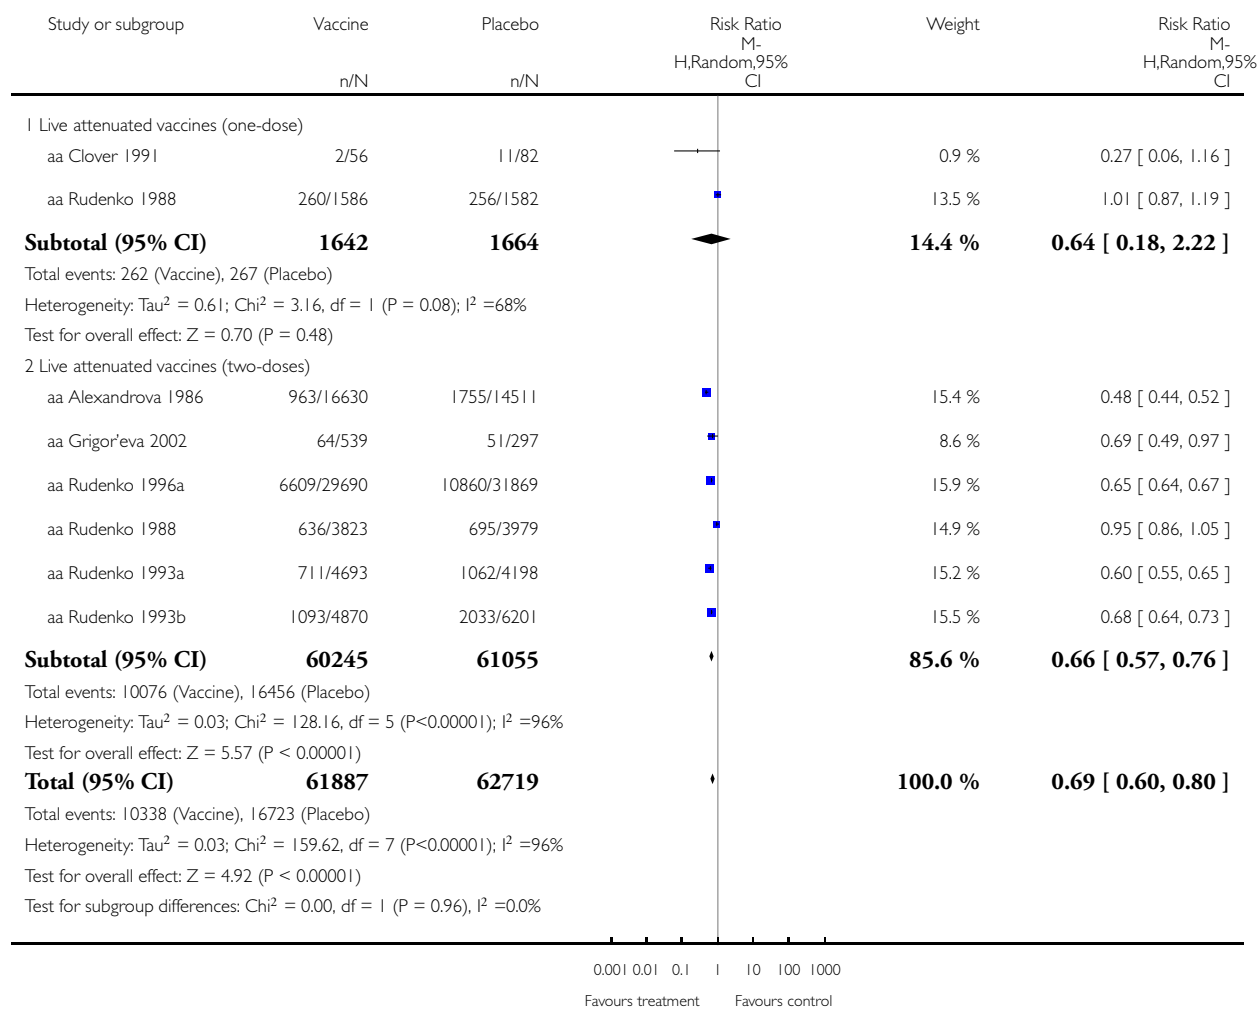 Study or subgroup Vaccine Placebo Risk Ratio Weight Risk Ratio
M- M-
H,Random,95% H,Random,95%
n/N n/N CI CI
1 Live attenuated vaccines (one-dose)
aa Clover 1991 2/56 11/82 0.9 % 0.27 [ 0.06, 1.16 ]
aa Rudenko 1988 260/1586 256/1582 13.5 % 1.01 [ 0.87, 1.19 ]
Subtotal (95% CI) 1642 1664 14.4 % 0.64 [ 0.18, 2.22 ]
Total events: 262 (Vaccine), 267 (Placebo)
Heterogeneity: Tau² = 0.61; Chi² = 3.16, df = 1 (P = 0.08); I² =68%
Test for overall effect: Z = 0.70 (P = 0.48)
2 Live attenuated vaccines (two-doses)
aa Alexandrova 1986 963/16630 1755/14511 15.4 % 0.48 [ 0.44, 0.52 ]
aa Grigor'eva 2002 64/539 51/297 8.6 % 0.69 [ 0.49, 0.97 ]
aa Rudenko 1996a 6609/29690 10860/31869 15.9 % 0.65 [ 0.64, 0.67 ]
aa Rudenko 1988 636/3823 695/3979 14.9 % 0.95 [ 0.86, 1.05 ]
aa Rudenko 1993a 711/4693 1062/4198 15.2 % 0.60 [ 0.55, 0.65 ]
aa Rudenko 1993b 1093/4870 2033/6201 15.5 % 0.68 [ 0.64, 0.73 ]
Subtotal (95% CI) 60245 61055 85.6 % 0.66 [ 0.57, 0.76 ]
Total events: 10076 (Vaccine), 16456 (Placebo)
Heterogeneity: Tau² = 0.03; Chi² = 128.16, df = 5 (P<0.00001); I² =96%
Test for overall effect: Z = 5.57 (P < 0.00001)
Total (95% CI) 61887 62719 100.0 % 0.69 [ 0.60, 0.80 ]
Total events: 10338 (Vaccine), 16723 (Placebo)
Heterogeneity: Tau² = 0.03; Chi² = 159.62, df = 7 (P<0.00001); I² =96%
Test for overall effect: Z = 4.92 (P < 0.00001)
Test for subgroup differences: Chi² = 0.00, df = 1 (P = 0.96), I² =0.0%
0.001 0.01 0.1 1 10 100 1000
Favours treatment Favours control